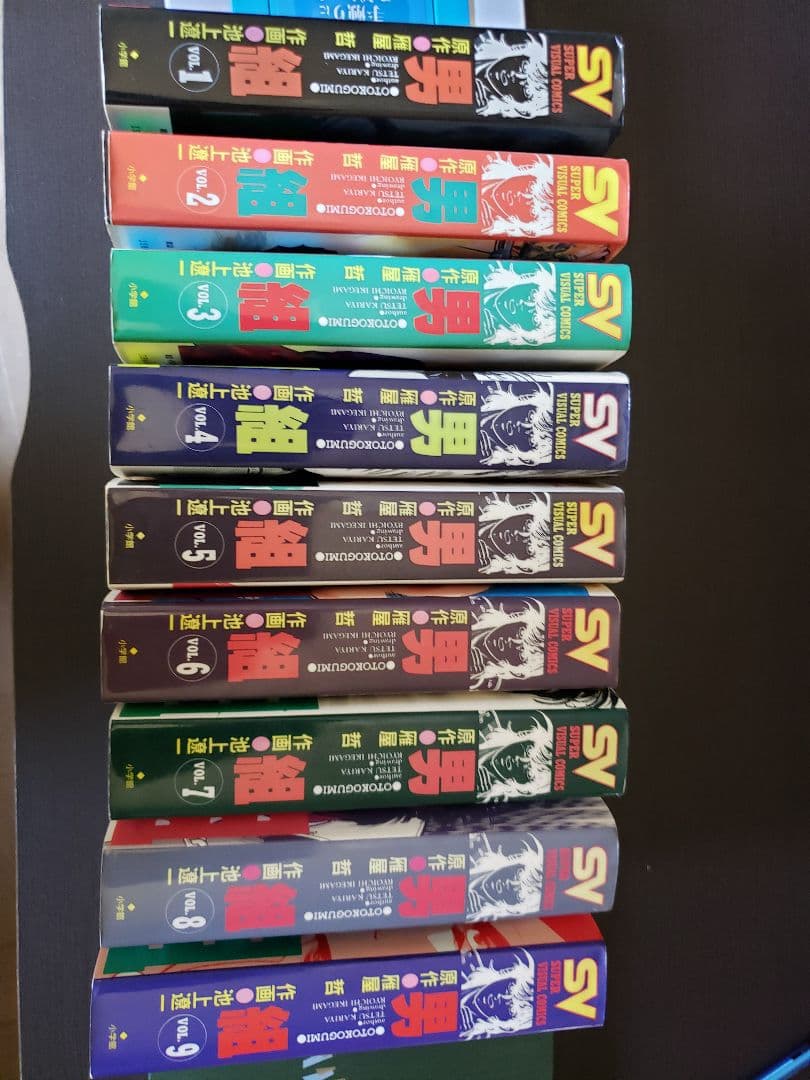 SV
SUPER
VISUAL COMICS
男組
●OTOKOGUMI●
author●
TETSU KARIYA
drawing●
RYOICHI IKEGAMI
原作●雁屋哲
作画●池上遼一
VOL.1
小学館
SV
SUPER
VISUAL COMICS
男組
●OTOKOGUMI●
author●
TETSU KARIYA
drawing●
RYOICHI IKEGAMI
原作●雁屋哲
作画●池上遼一
VOL.2
小学館
SV
SUPER
VISUAL COMICS
男組
●OTOKOGUMI●
author●
TETSU KARIYA
drawing●
RYOICHI IKEGAMI
原作●雁屋哲
作画●池上遼一
VOL.3
小学館
SV
SUPER
VISUAL COMICS
男組
●OTOKOGUMI●
author●
TETSU KARIYA
drawing●
RYOICHI IKEGAMI
原作●雁屋哲
作画●池上遼一
VOL.4
小学館
SV
SUPER
VISUAL COMICS
男組
●OTOKOGUMI●
author●
TETSU KARIYA
drawing●
RYOICHI IKEGAMI
原作●雁屋哲
作画●池上遼一
VOL.5
小学館
SV
SUPER
VISUAL COMICS
男組
●OTOKOGUMI●
author●
TETSU KARIYA
drawing●
RYOICHI IKEGAMI
原作●雁屋哲
作画●池上遼一
VOL.6
小学館
SV
SUPER
VISUAL COMICS
男組
●OTOKOGUMI●
author●
TETSU KARIYA
drawing●
RYOICHI IKEGAMI
原作●雁屋哲
作画●池上遼一
VOL.7
小学館
SV
SUPER
VISUAL COMICS
男組
●OTOKOGUMI●
author●
TETSU KARIYA
drawing●
RYOICHI IKEGAMI
原作●雁屋哲
作画●池上遼一
VOL.8
小学館
SV
SUPER
VISUAL COMICS
男組
●OTOKOGUMI●
author●
TETSU KARIYA
drawing●
RYOICHI IKEGAMI
原作●雁屋哲
作画●池上遼一
VOL.9
小学館